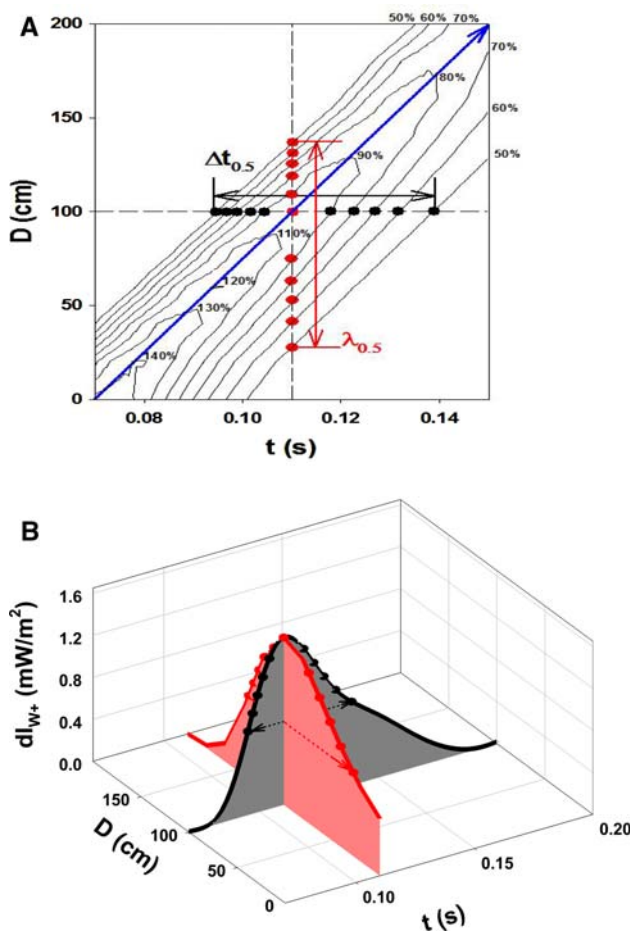 A
50% 60% 70%
200
70%
80%
60%
150
Δt0.5
90%
50%
D (cm)
100
110%
120%
50
130%
λ0.5
140%
0
0.08 0.10 0.12 0.14
t (s)
B
1.6
1.2
0.8
0.4
0.0
dIW+ (mW/m²)
150
100
50
0
D (cm)
0.10
0.15
0.20
t (s)